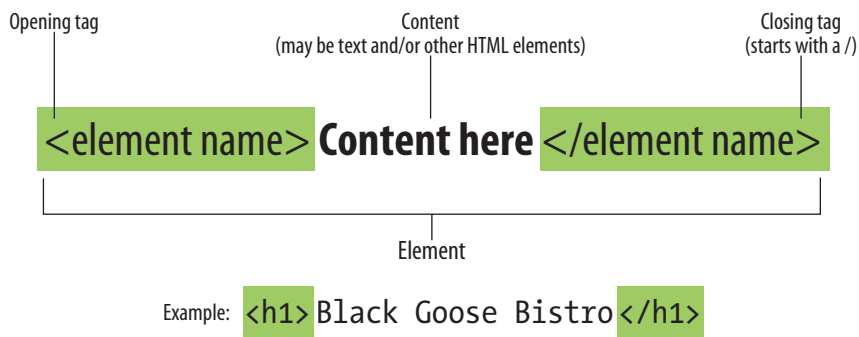 Opening tag
Content
(may be text and/or other HTML elements)
Closing tag
(starts with a /)
<element name> Content here </element name>
Element
Example: <h1>Black Goose Bistro</h1>